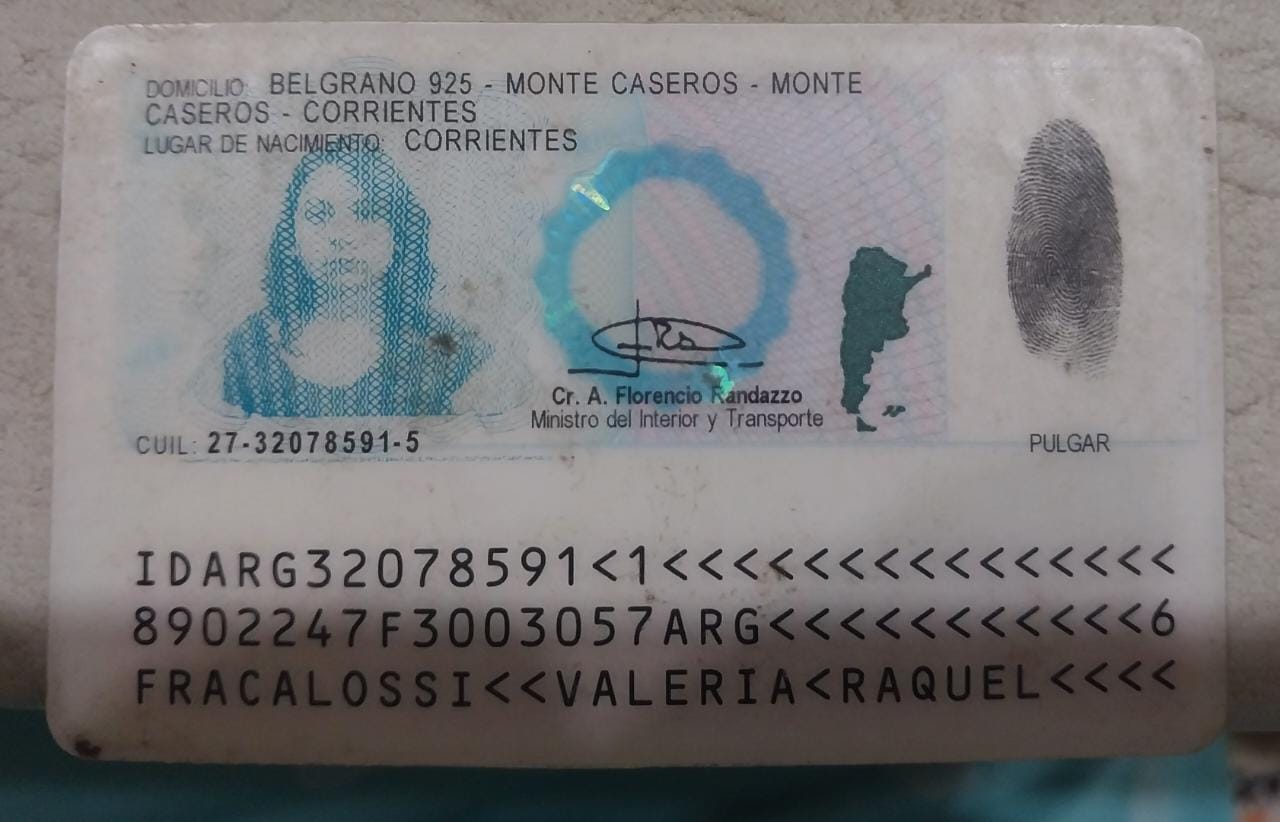 DOMICILIO: BELGRANO 925 - MONTE CASEROS - MONTE
CASEROS - CORRIENTES
LUGAR DE NACIMIENTO: CORRIENTES
Cr. A. Florencio Randazzo
Ministro del Interior y Transporte
CUIL: 27-32078591-5
PULGAR
IDARG32078591<1<<<<<<<<<<<<<<<
8902247F3003057ARG<<<<<<<<<<<6
FRACALOSSI<<VALERIA<RAQUEL<<<<